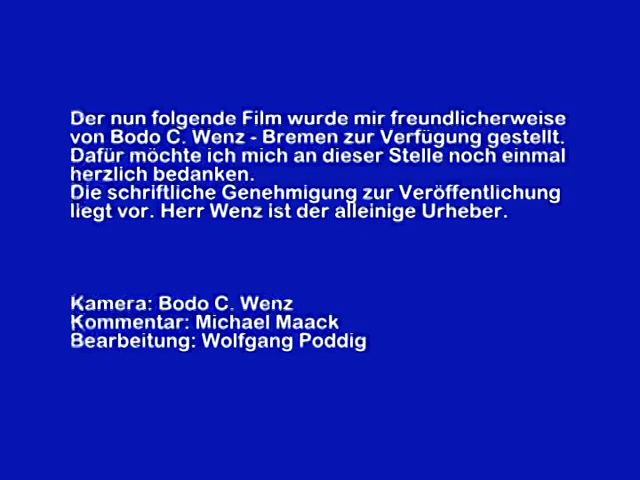 Der nun folgende Film wurde mir freundlicherweise
von Bodo C. Wenz - Bremen zur Verfügung gestellt.
Dafür möchte ich mich an dieser Stelle noch einmal
herzlich bedanken.
Die schriftliche Genehmigung zur Veröffentlichung
liegt vor. Herr Wenz ist der alleinige Urheber.
Kamera: Bodo C. Wenz
Kommentar: Michael Maack
Bearbeitung: Wolfgang Poddig